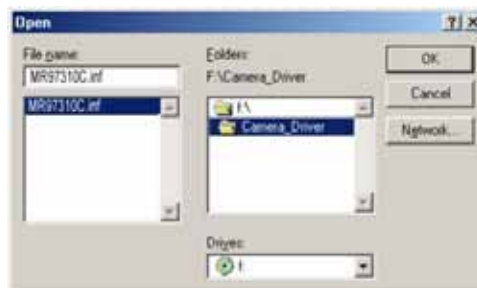 Open
File name:
MR97310C.inf
MR97310C.inf
Folders:
F:\Camera_Driver
f:\
Camera_Driver
Drives:
f:
OK
Cancel
Network...